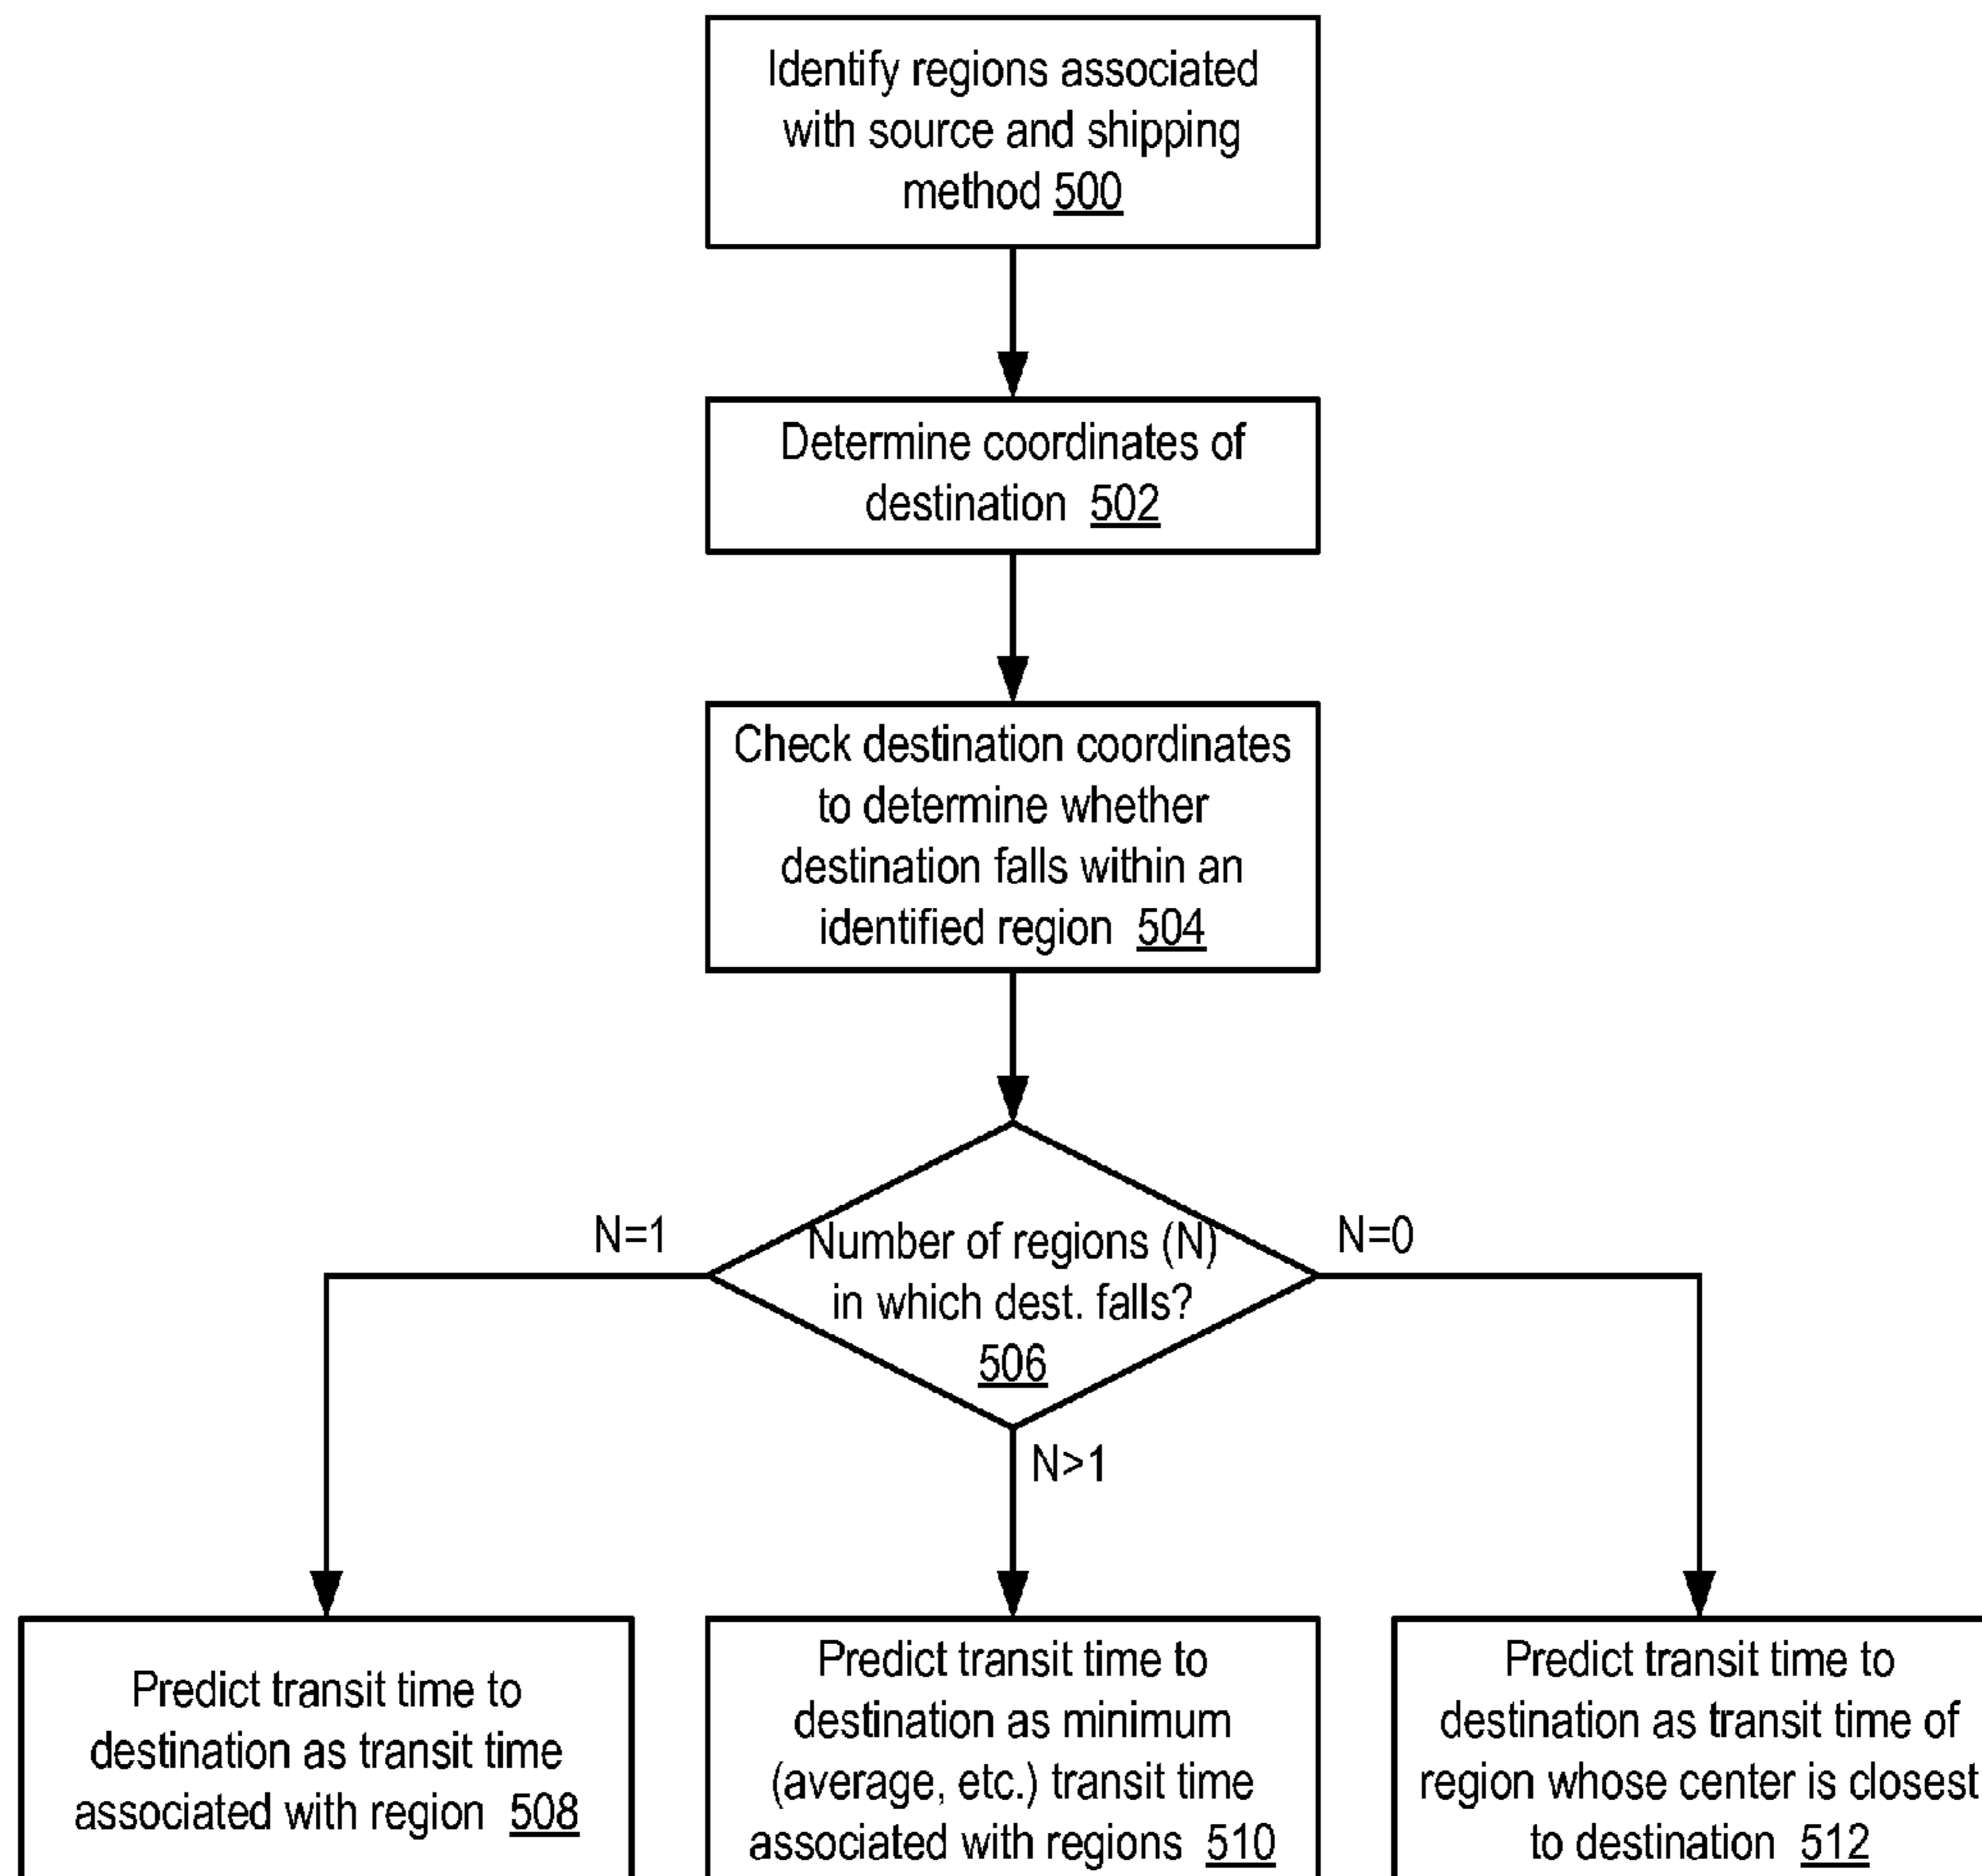 Identify regions associated
with source and shipping
method 500
Determine coordinates of
destination 502
Check destination coordinates
to determine whether
destination falls within an
identified region 504
N=1
Number of regions (N)
in which dest. falls?
506
N=0
N>1
Predict transit time to
destination as transit time
associated with region 508
Predict transit time to
destination as minimum
(average, etc.) transit time
associated with regions 510
Predict transit time to
destination as transit time of
region whose center is closest
to destination 512